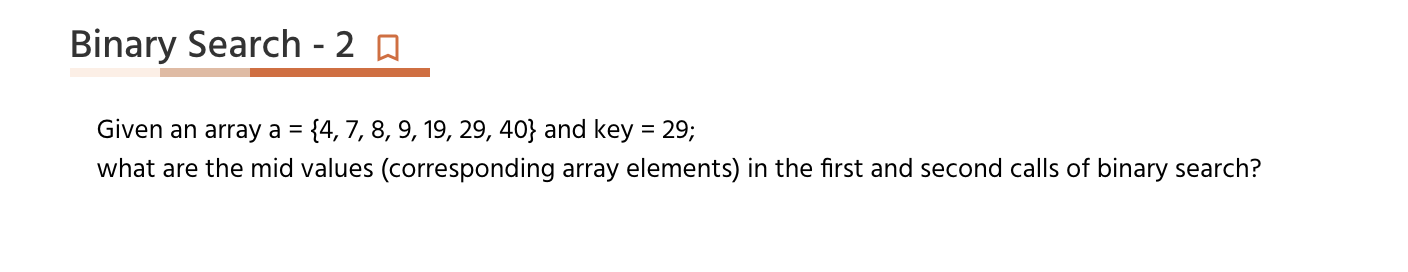 Binary Search - 2
Given an array a = {4, 7, 8, 9, 19, 29, 40} and key = 29;
what are the mid values (corresponding array elements) in the first and second calls of binary search?